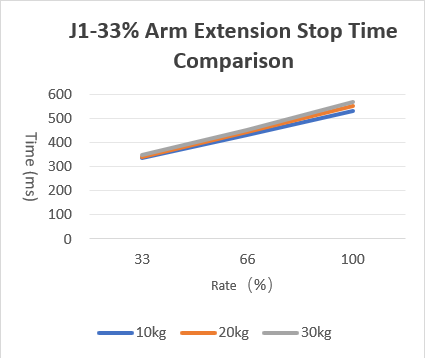 J1-33% Arm Extension Stop Time
Comparison
600
500
400
300
200
100
0
Time (ms)
33 66 100
Rate （%）
10kg 20kg 30kg